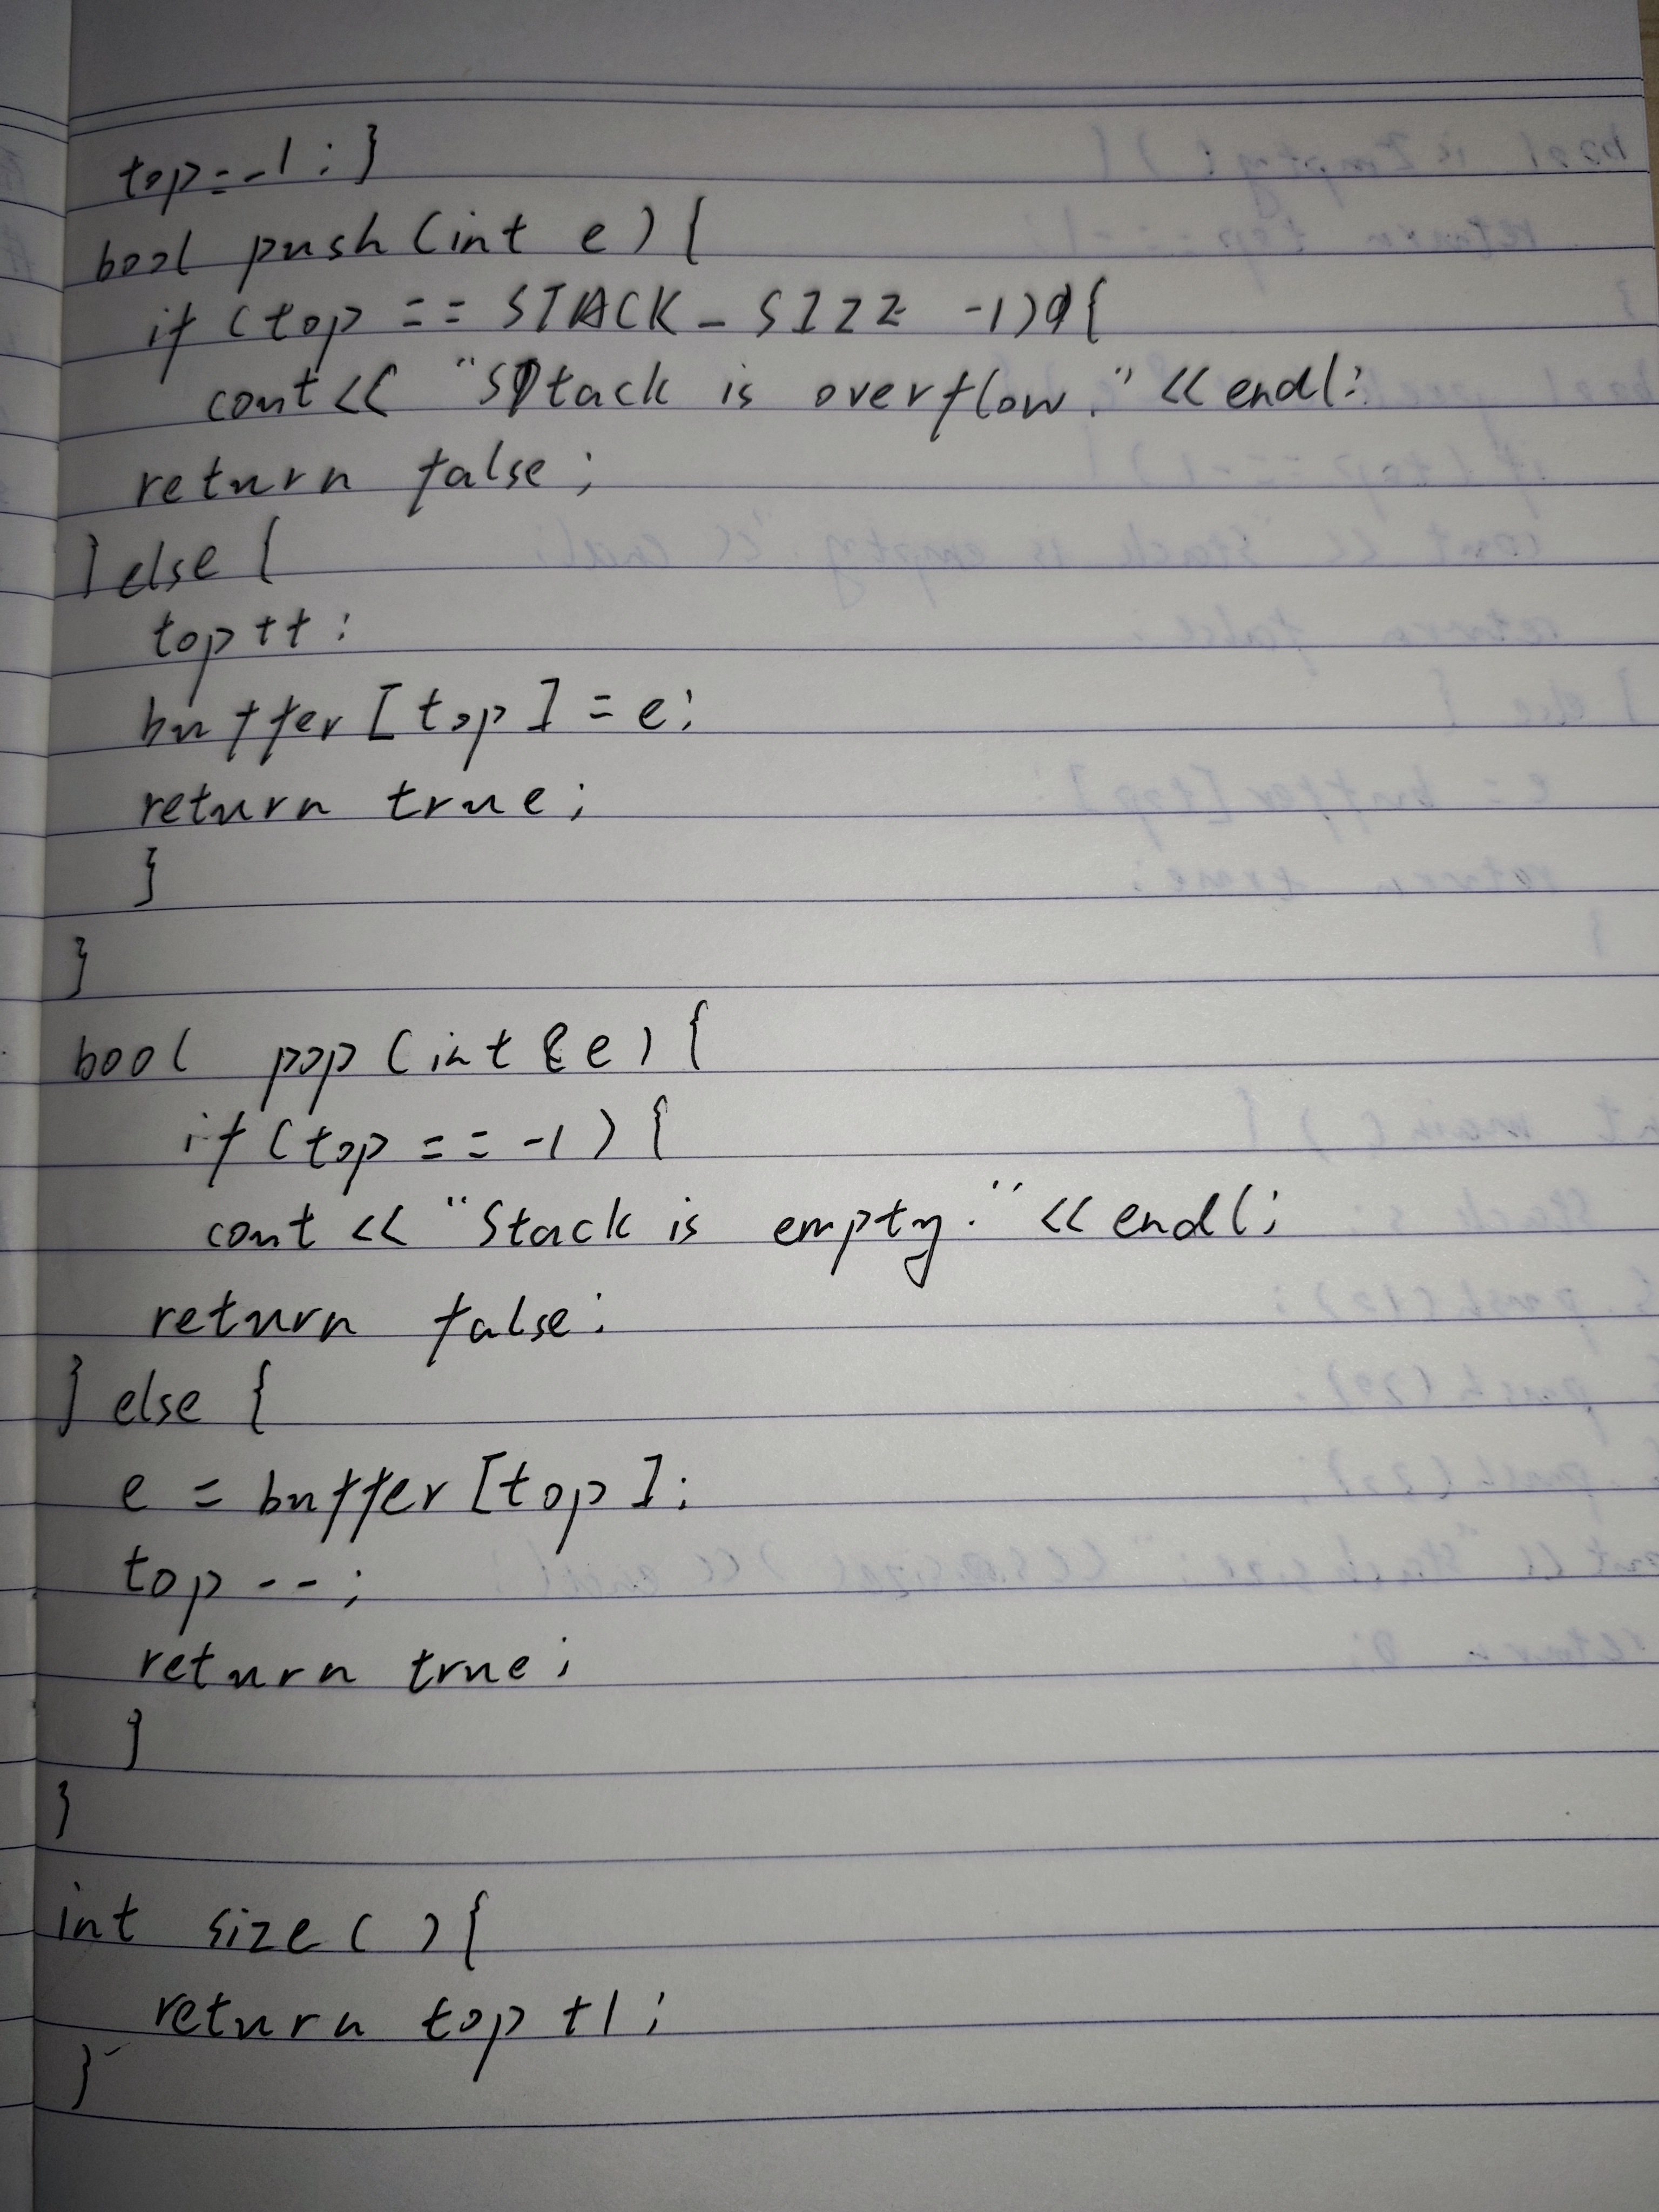 top=-1;}
bool push(int e){
if (top == STACK_SIZE -1){
cout<< "Stack is overflow." << endl;
return false;
}else{
top++;
buffer[top]=e;
return true;
}
}
bool pop(int &e){
if(top == -1){
cout << "Stack is empty." << endl;
return false;
} else {
e = buffer[top];
top--;
return true;
}
}
int size(){
return top +1;
}